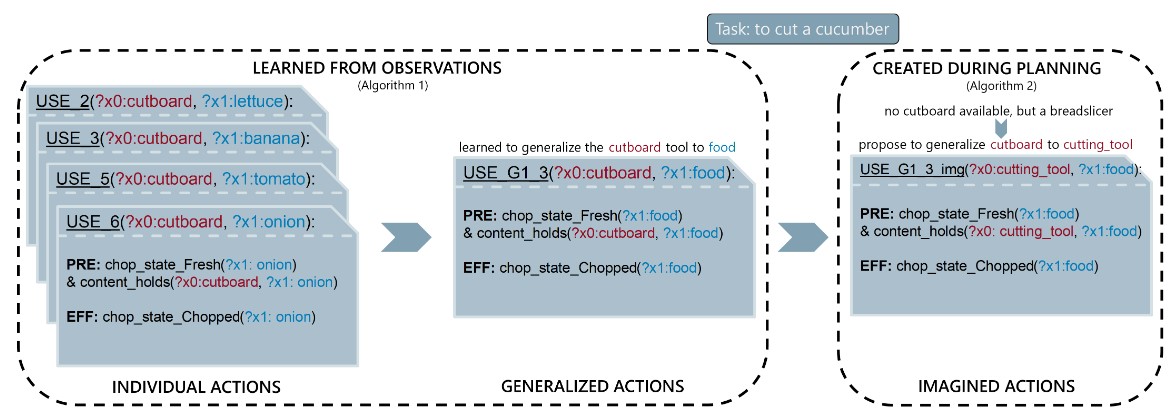 Task: to cut a cucumber
LEARNED FROM OBSERVATIONS
(Algorithm 1)
USE_2(?x0:cutboard, ?x1:lettuce):
USE_3(?x0:cutboard, ?x1:banana):
USE_5(?x0:cutboard, ?x1:tomato):
USE_6(?x0:cutboard, ?x1:onion):
PRE: chop_state_Fresh(?x1: onion)
& content_holds(?x0:cutboard, ?x1: onion)
EFF: chop_state_Chopped(?x1: onion)
INDIVIDUAL ACTIONS
learned to generalize the cutboard tool to food
USE_G1_3(?x0:cutboard, ?x1:food):
PRE: chop_state_Fresh(?x1:food)
& content_holds(?x0:cutboard, ?x1:food)
EFF: chop_state_Chopped(?x1:food)
GENERALIZED ACTIONS
CREATED DURING PLANNING
(Algorithm 2)
no cutboard available, but a breadslicer
propose to generalize cutboard to cutting_tool
USE_G1_3_img(?x0:cutting_tool, ?x1:food):
PRE: chop_state_Fresh(?x1:food)
& content_holds(?x0: cutting_tool, ?x1:food)
EFF: chop_state_Chopped(?x1:food)
IMAGINED ACTIONS